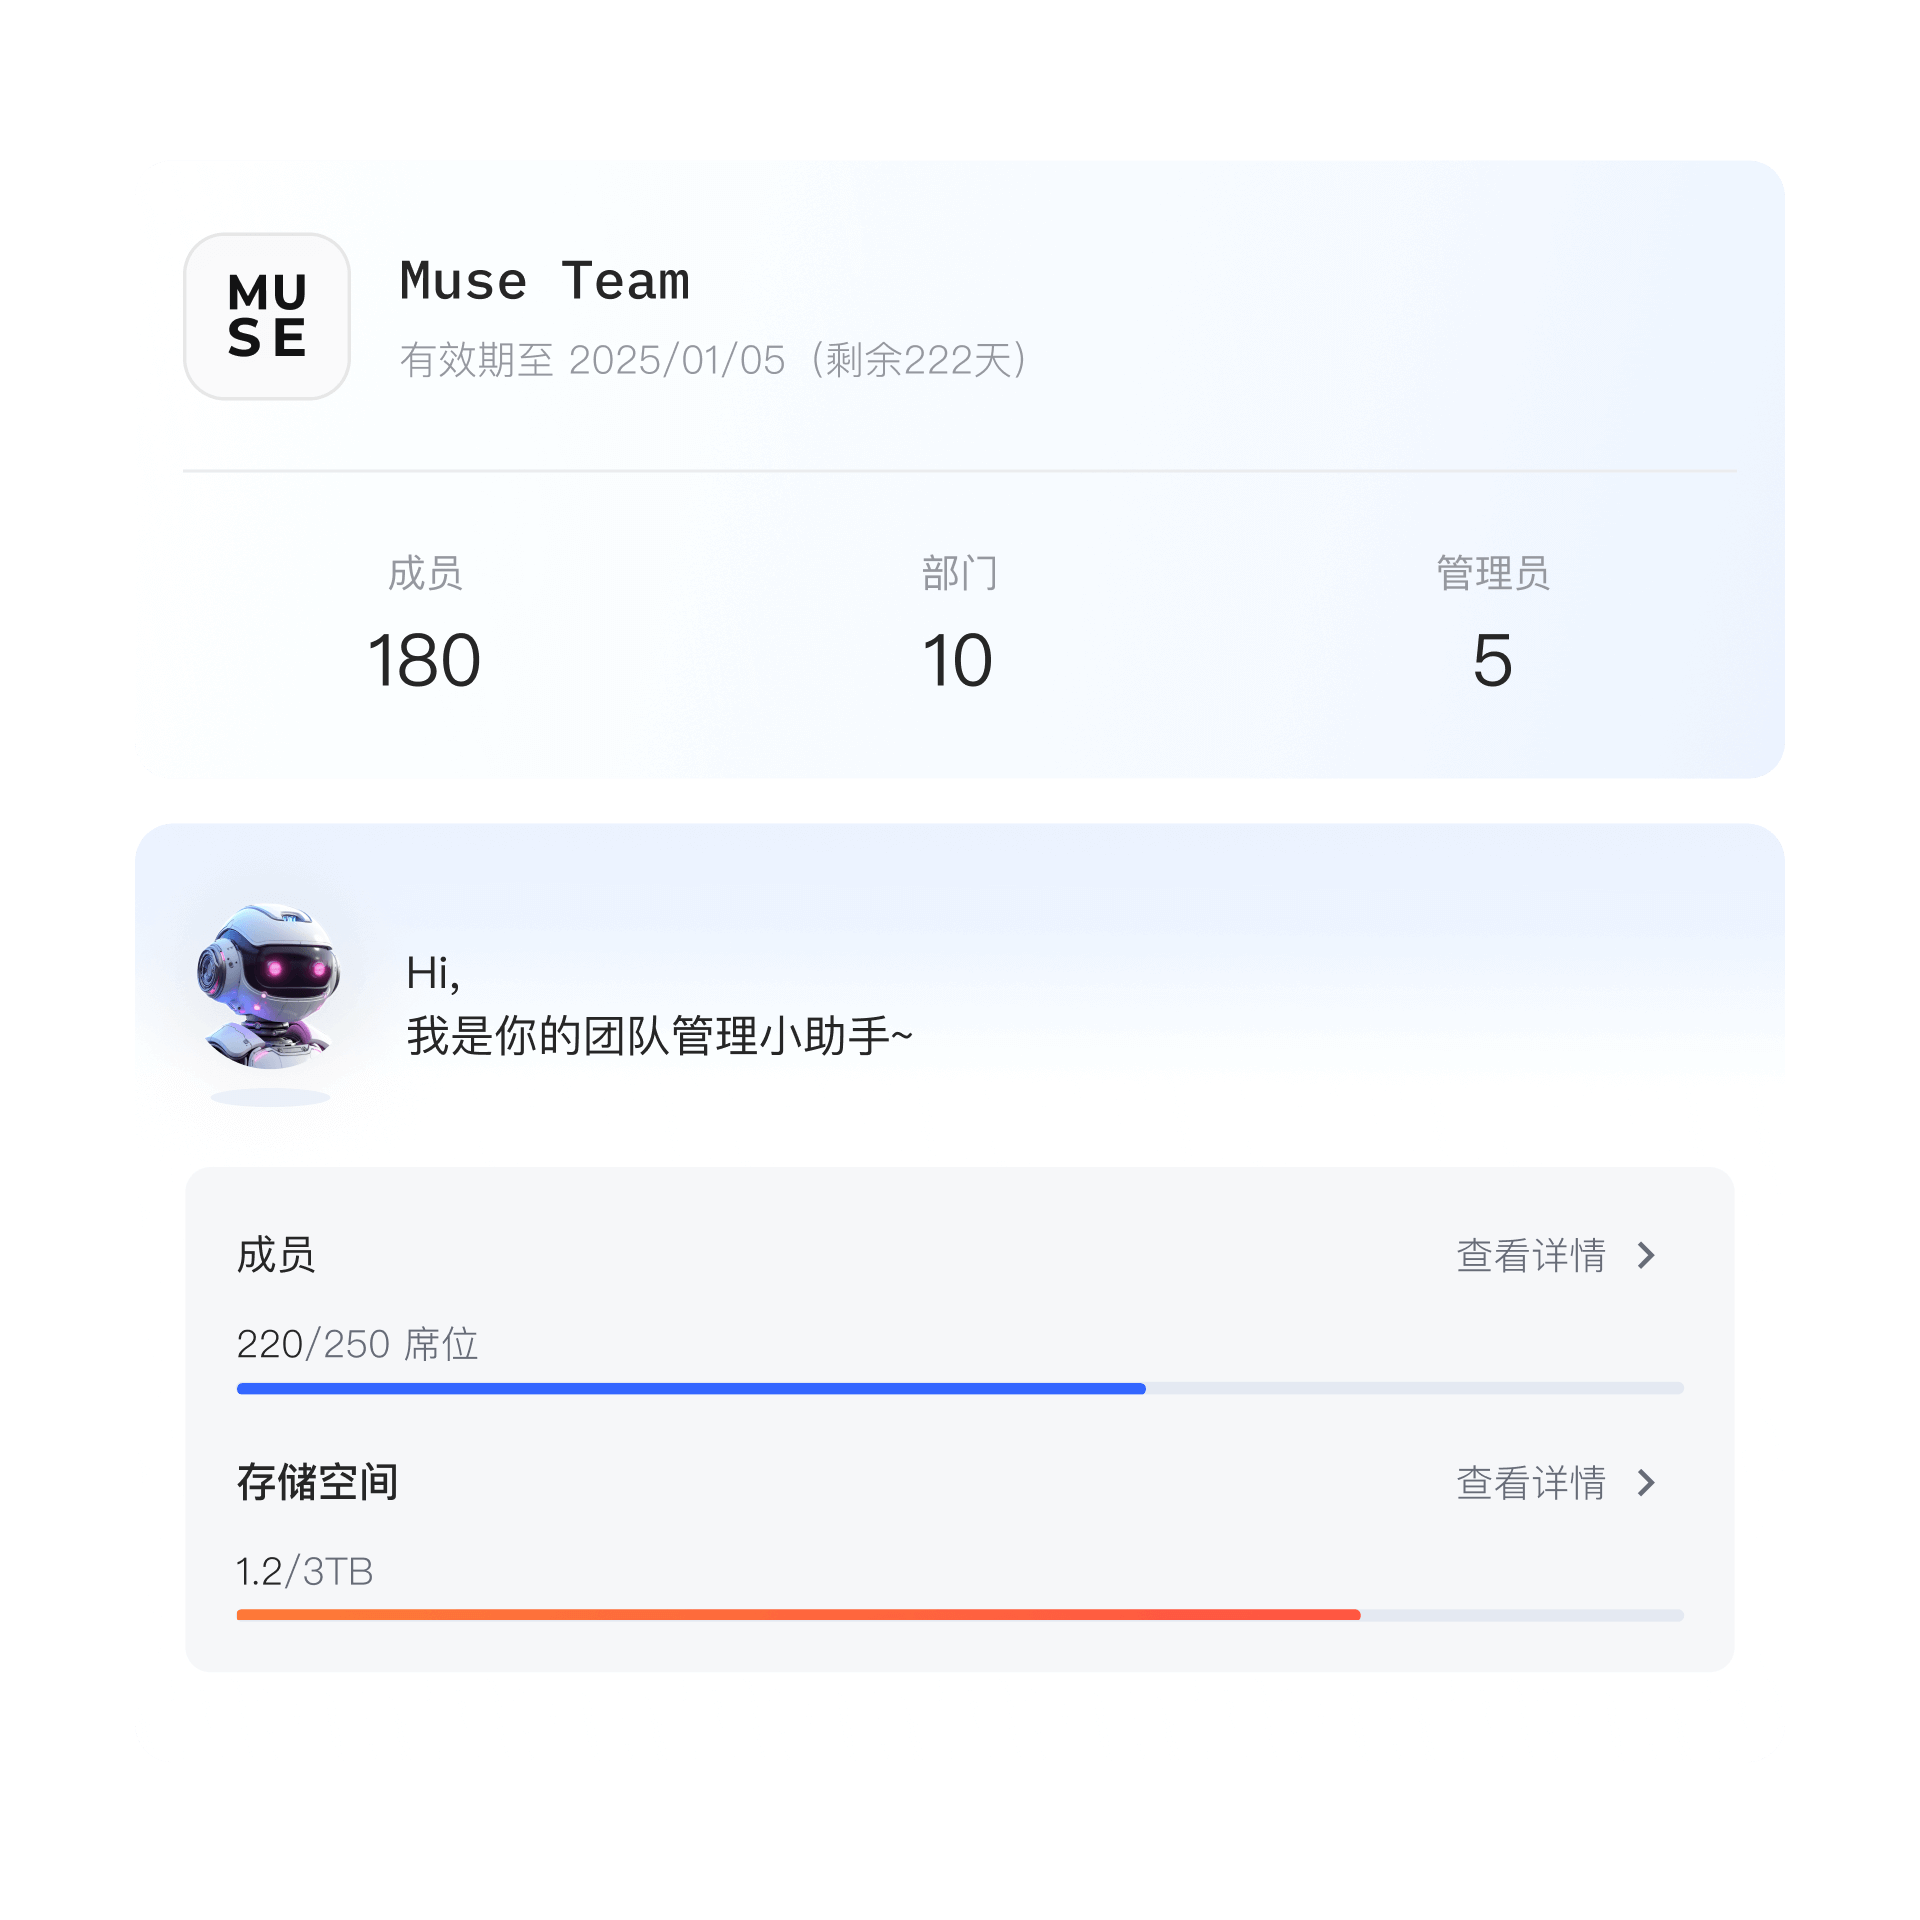 MU
SE
Muse Team
有效期至 2025/01/05（剩余222天）
成员
部门
管理员
180
10
5
Hi,
我是你的团队管理小助手~
成员
查看详情
220/250 席位
存储空间
查看详情
1.2/3TB